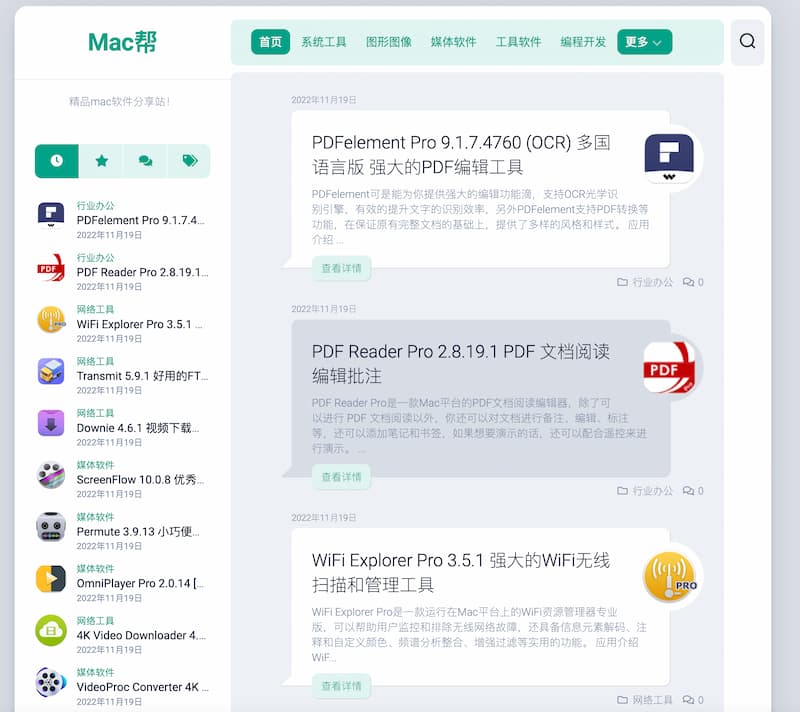 Mac帮
首页 系统工具 图形图像 媒体软件 工具软件 编程开发 更多
精品mac软件分享站！
行业办公
PDFelement Pro 9.1.7.4...
2022年11月19日
行业办公
PDF Reader Pro 2.8.19.1...
2022年11月19日
网络工具
WiFi Explorer Pro 3.5.1 ...
2022年11月19日
网络工具
Transmit 5.9.1 好用的FT...
2022年11月19日
网络工具
Downie 4.6.1 视频下载...
2022年11月19日
媒体软件
ScreenFlow 10.0.8 优秀...
2022年11月19日
媒体软件
Permute 3.9.13 小巧便...
2022年11月19日
媒体软件
OmniPlayer Pro 2.0.14 [...
2022年11月19日
网络工具
4K Video Downloader 4....
2022年11月19日
媒体软件
VideoProc Converter 4K ...
2022年11月19日
2022年11月19日
PDFelement Pro 9.1.7.4760 (OCR) 多国
语言版 强大的PDF编辑工具
PDFelement可是能为你提供强大的编辑功能滴，支持OCR光学识
别引擎，有效的提升文字的识别效率，另外PDFelement支持PDF转换等
功能，在保证原有完整文档的基础上，提供了多样的风格和样式。 应用
介绍 ...
查看详情
行业办公 0
2022年11月19日
PDF Reader Pro 2.8.19.1 PDF 文档阅读
编辑批注
PDF
PDF Reader Pro是一款Mac平台的PDF文档阅读编辑器，除了可
以进行 PDF 文档阅读以外，你还可以对文档进行备注、编辑、标注
等，还可以添加笔记和书签，如果想要演示的话，还可以配合遥控来进
行演示。 ...
查看详情
行业办公 0
2022年11月19日
WiFi Explorer Pro 3.5.1 强大的WiFi无线
扫描和管理工具
PRO
WiFi Explorer Pro是一款运行在Mac平台上的WiFi资源管理器专业
版，可以帮助用户监控和排除无线网络故障，还具备信息元素解码、注
释和自定义颜色、频谱分析整合、增强过滤等实用的功能。 应用介绍
WiF...
查看详情
网络工具 0